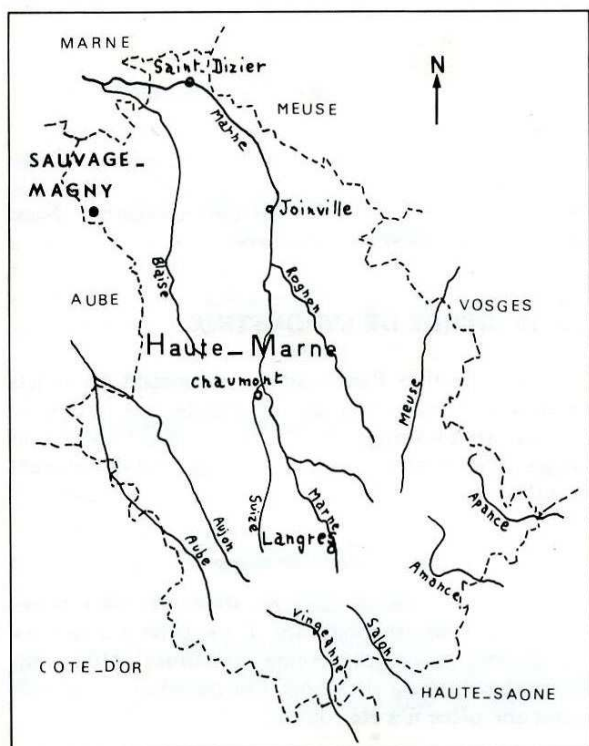 MARNE
Saint-Dizier
N
Marne
MEUSE
SAUVAGE_
MAGNY
Joinville
Blaise
Rognon
AUBE
VOSGES
Haute_Marne
Chaumont
Meuse
Suize
Marne
Langres
Apance
Aujon
Aube
Amance
Vingeanne
Salon
COTE_D'OR
HAUTE_SAONE